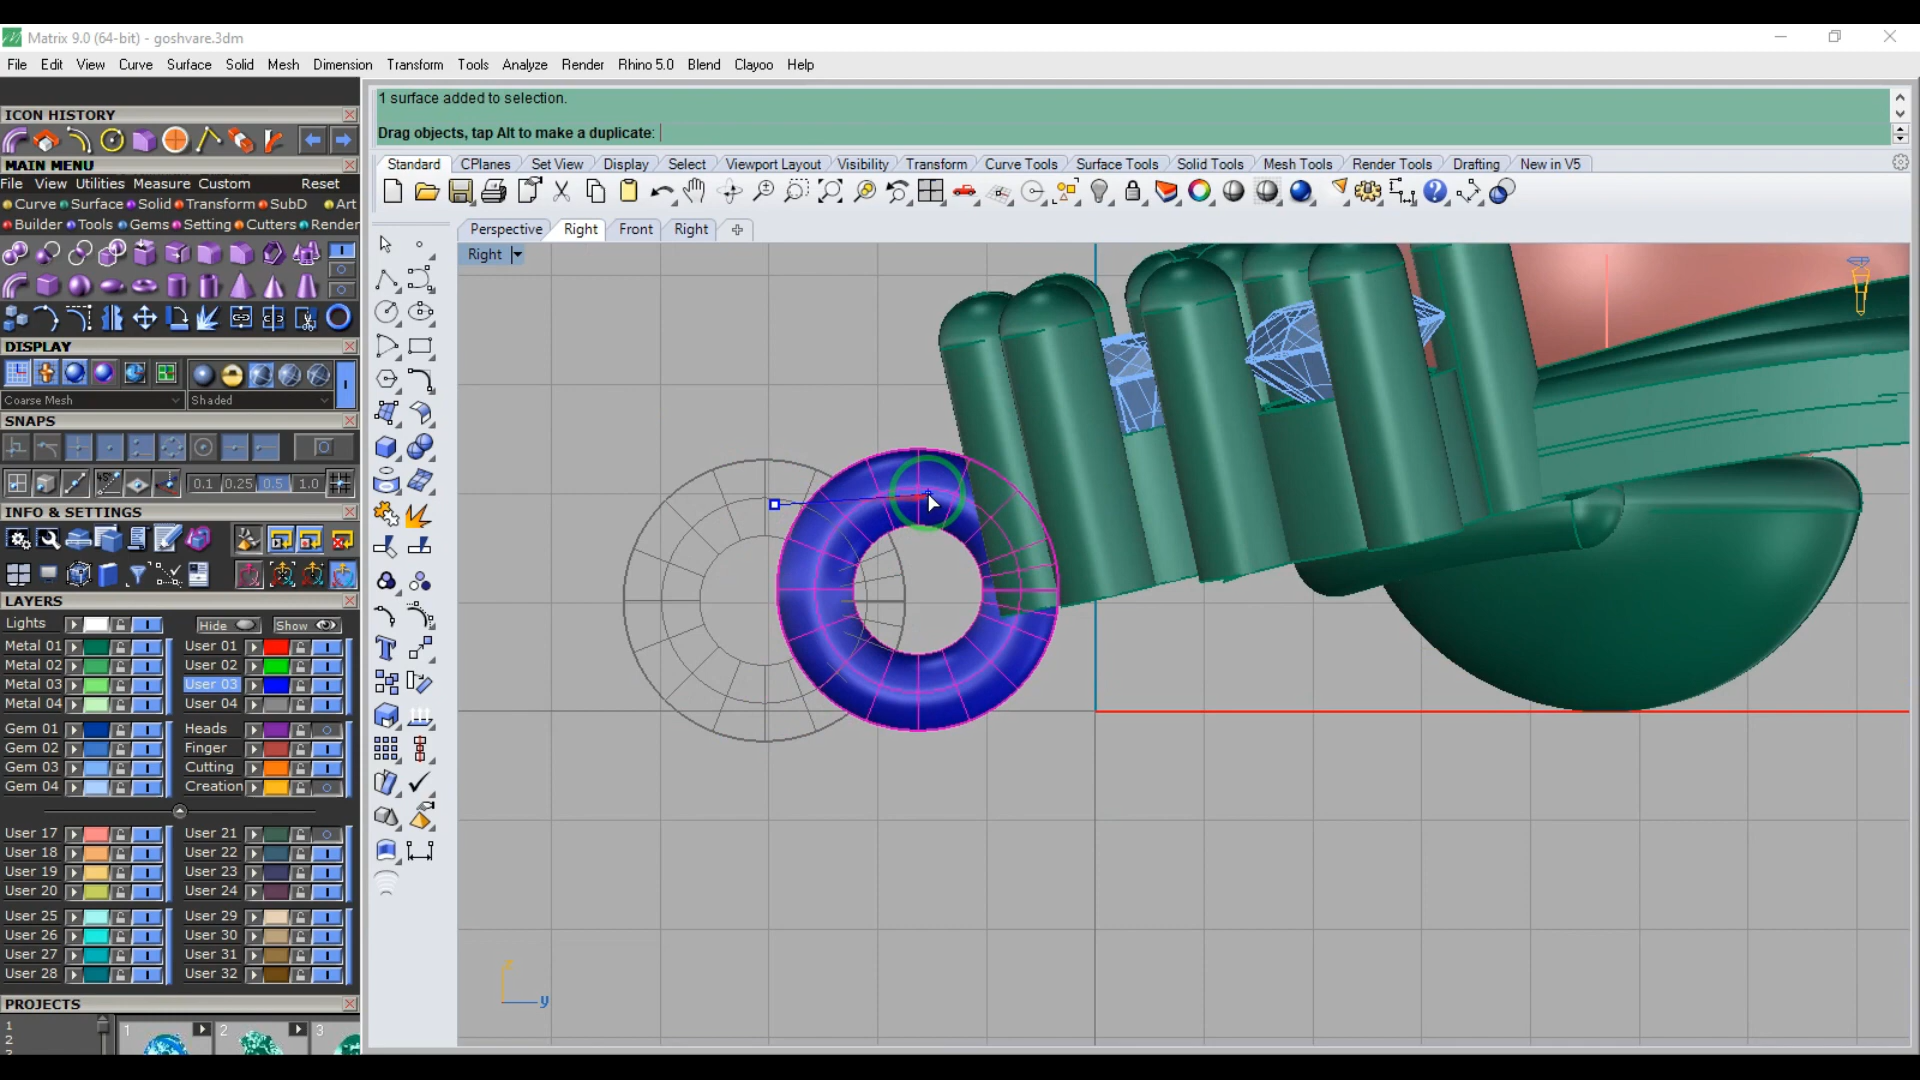 Matrix 9.0 (64-bit) - goshvare.3dm
File Edit View Curve Surface Solid Mesh Dimension Transform Tools Analyze Render Rhino 5.0 Blend Clayoo Help
ICON HISTORY
1 surface added to selection.
Drag objects, tap Alt to make a duplicate:
MAIN MENU
File View Utilities Measure Custom Reset
Curve Surface Solid Transform SubD Art
Builder Tools Gems Setting Cutters Render
Standard CPlanes Set View Display Select Viewport Layout Visibility Transform Curve Tools Surface Tools Solid Tools Mesh Tools Render Tools Drafting New in V5
Perspective Right Front Right
Right
DISPLAY
Coarse Mesh Shaded
SNAPS
0.1 0.25 0.5 1.0
INFO & SETTINGS
LAYERS
Lights Hide Show
Metal 01 User 01
Metal 02 User 02
Metal 03 User 03
Metal 04 User 04
Gem 01 Heads
Gem 02 Finger
Gem 03 Cutting
Gem 04 Creation
User 17 User 21
User 18 User 22
User 19 User 23
User 20 User 24
User 25 User 29
User 26 User 30
User 27 User 31
User 28 User 32
PROJECTS
1
2
1 2 3
y